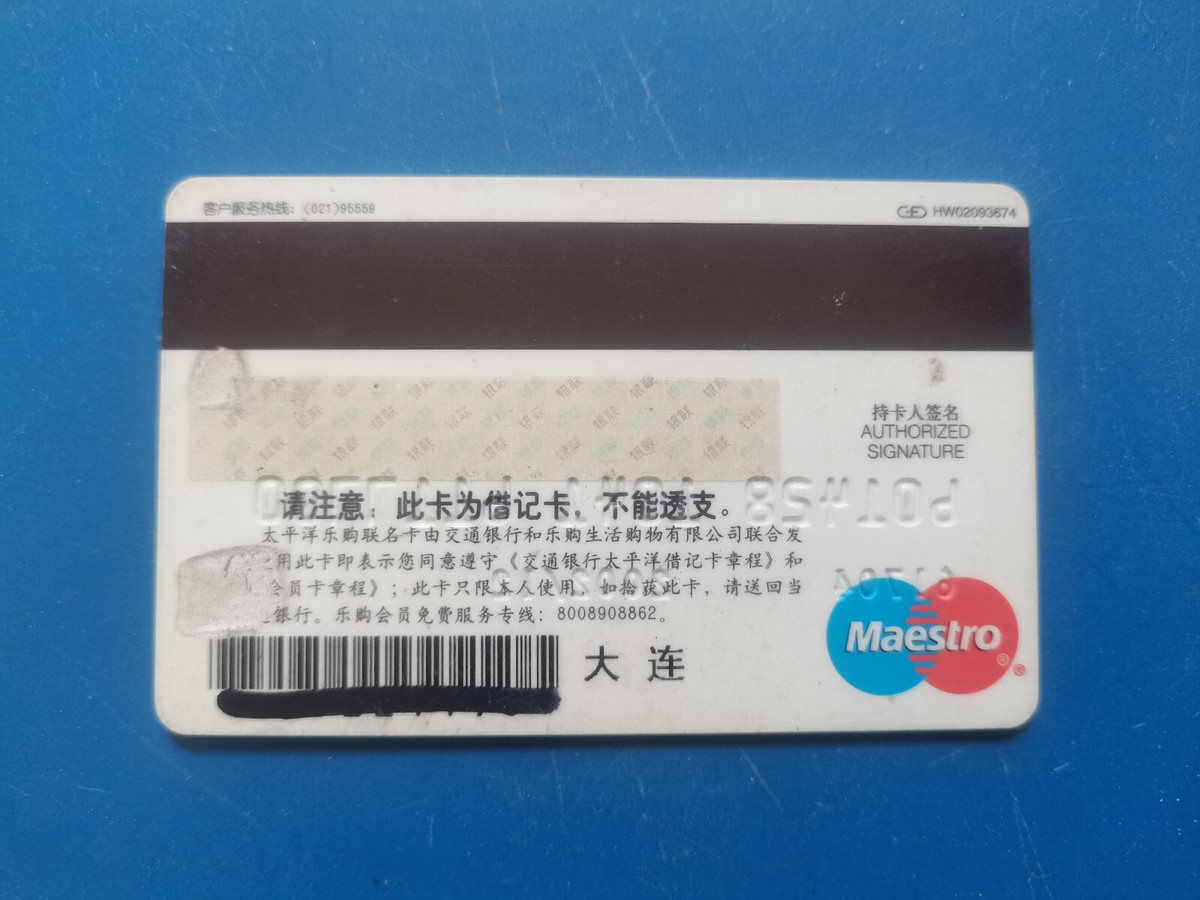 客户服务热线：(021)95559
HW02093674
持卡人签名
AUTHORIZED
SIGNATURE
请注意：此卡为借记卡，不能透支。
太平洋乐购联名卡由交通银行和乐购生活购物有限公司联合发
用此卡即表示您同意遵守《交通银行太平洋借记卡章程》和
会员卡章程》；此卡只限本人使用，如拾获此卡，请送回当
银行。乐购会员免费服务专线：8008908862。
大连
Maestro